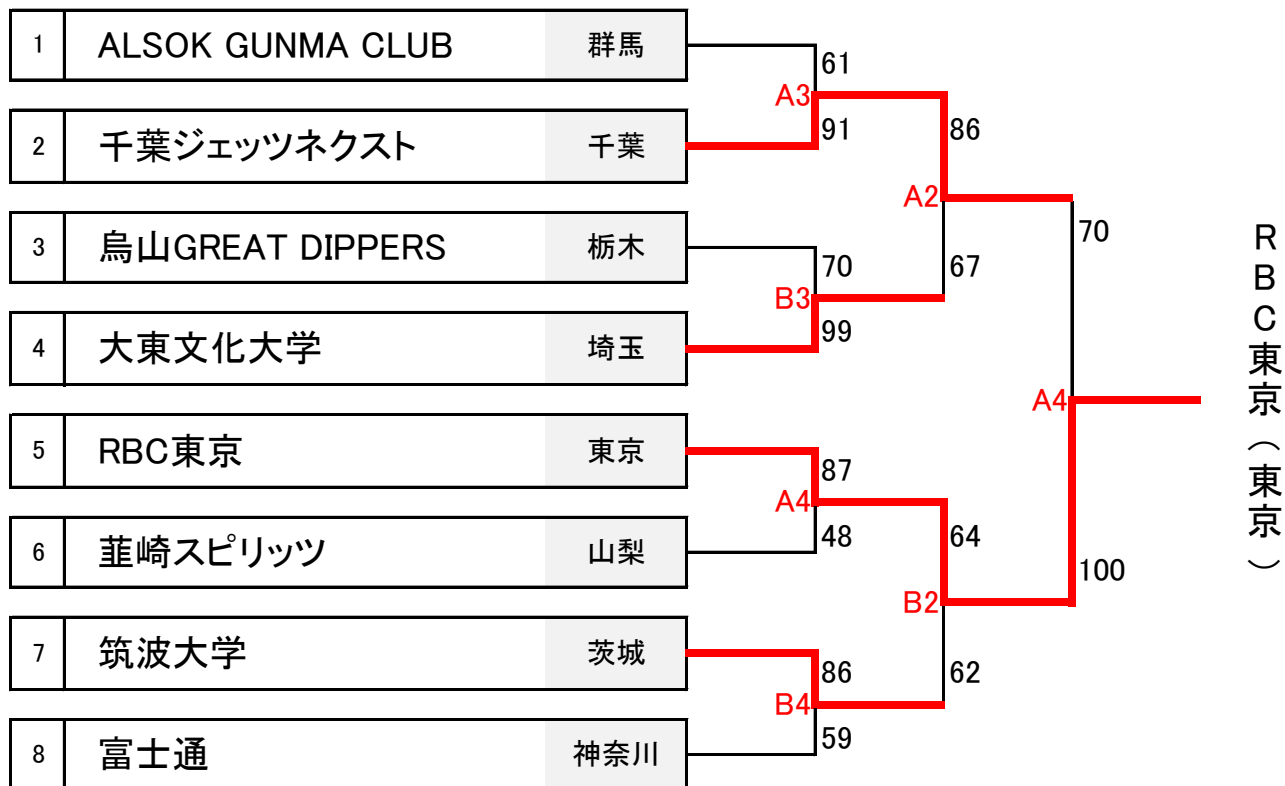 1 ALSOK GUNMA CLUB 群馬
61
A3
91
2 千葉ジェッツネクスト 千葉
86
A2
67
3 烏山GREAT DIPPERS 栃木
70
B3
99
4 大東文化大学 埼玉
70
A4
100
5 RBC東京 東京
87
A4
48
6 韮崎スピリッツ 山梨
64
B2
62
7 筑波大学 茨城
86
B4
59
8 富士通 神奈川
RBC東京(東京)